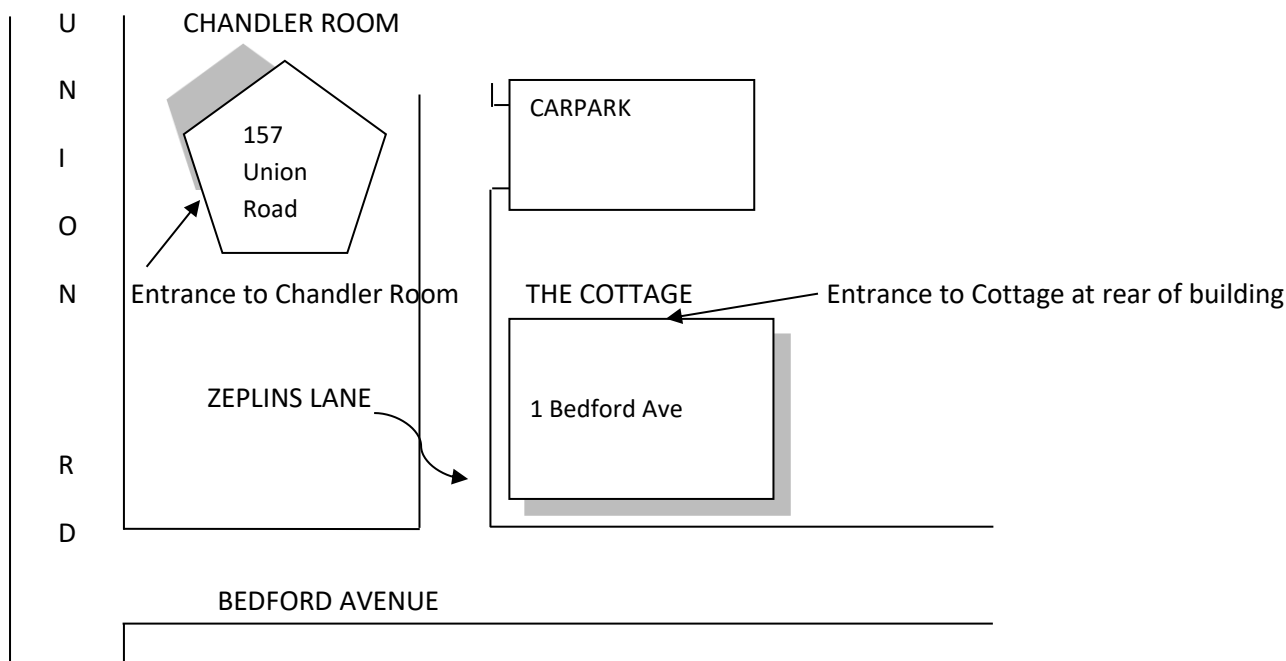 U
N
I
O
N
R
D
CHANDLER ROOM
157
Union
Road
Entrance to Chandler Room
CARPARK
THE COTTAGE
Entrance to Cottage at rear of building
ZEPLINS LANE
1 Bedford Ave
BEDFORD AVENUE